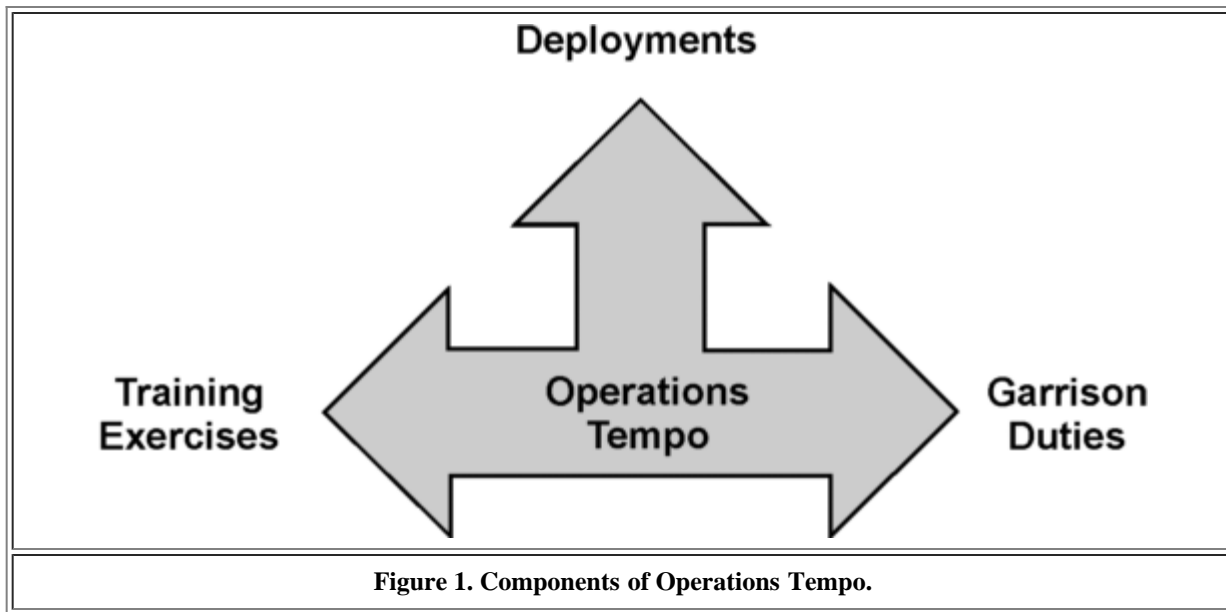 Deployments
Training
Exercises
Operations
Tempo
Garrison
Duties
Figure 1. Components of Operations Tempo.